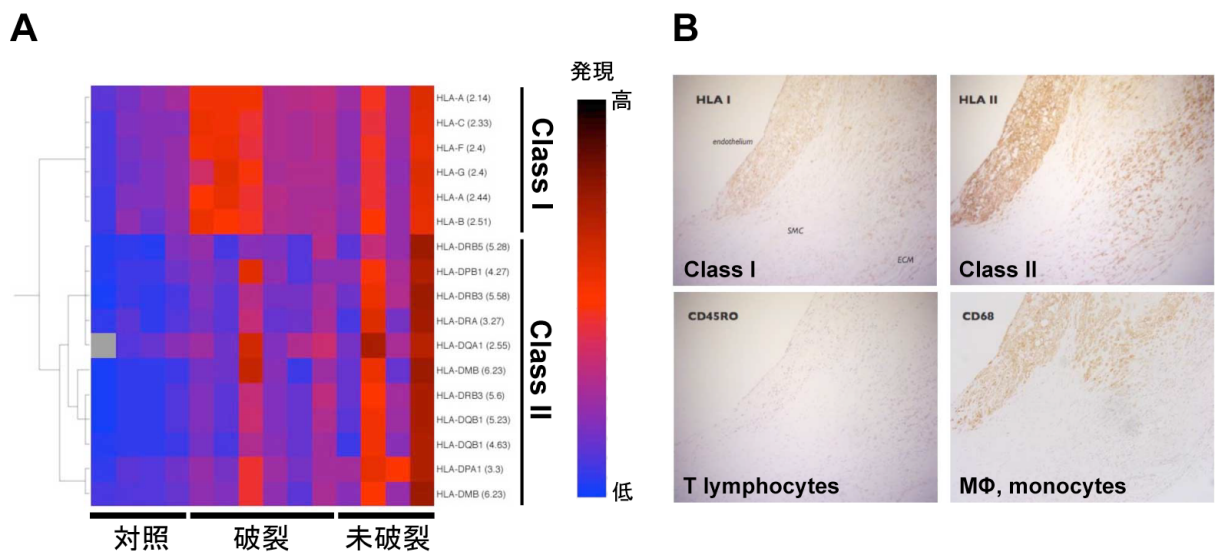 A
B
発現
高
低
HLA-A (2.14)
HLA-C (2.33)
HLA-F (2.4)
HLA-G (2.4)
HLA-A (2.44)
HLA-B (2.51)
HLA-DRB5 (5.28)
HLA-DPB1 (4.27)
HLA-DRB3 (5.58)
HLA-DRA (3.27)
HLA-DQA1 (2.55)
HLA-DMB (6.23)
HLA-DRB3 (5.6)
HLA-DQB1 (5.23)
HLA-DQB1 (4.63)
HLA-DPA1 (3.3)
HLA-DMB (6.23)
Class I
Class II
対照
破裂
未破裂
HLA I
endothelium
SMC
ECM
Class I
HLA II
Class II
CD45RO
T lymphocytes
CD68
MΦ, monocytes